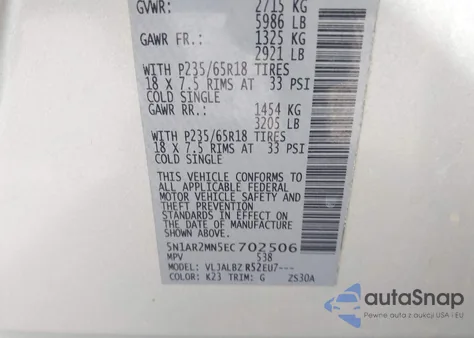 GVWR: 2715 KG
5986 LB
GAWR FR.: 1325 KG
2921 LB
WITH P235/65R18 TIRES
18 X 7.5 RIMS AT 33 PSI
COLD SINGLE
GAWR RR.: 1454 KG
3205 LB
WITH P235/65R18 TIRES
18 X 7.5 RIMS AT 33 PSI
COLD SINGLE
THIS VEHICLE CONFORMS TO
ALL APPLICABLE FEDERAL
MOTOR VEHICLE SAFETY
AND THEFT PREVENTION
STANDARDS IN EFFECT ON
THE DATE OF MANUFACTURE
SHOWN ABOVE.
5N1AR2MN5EC702506
MPV 538
MODEL: VLJALBZ R52EU7---
COLOR: K23 TRIM: G ZS30A
autaSnap
Pewne auta z USA i EU